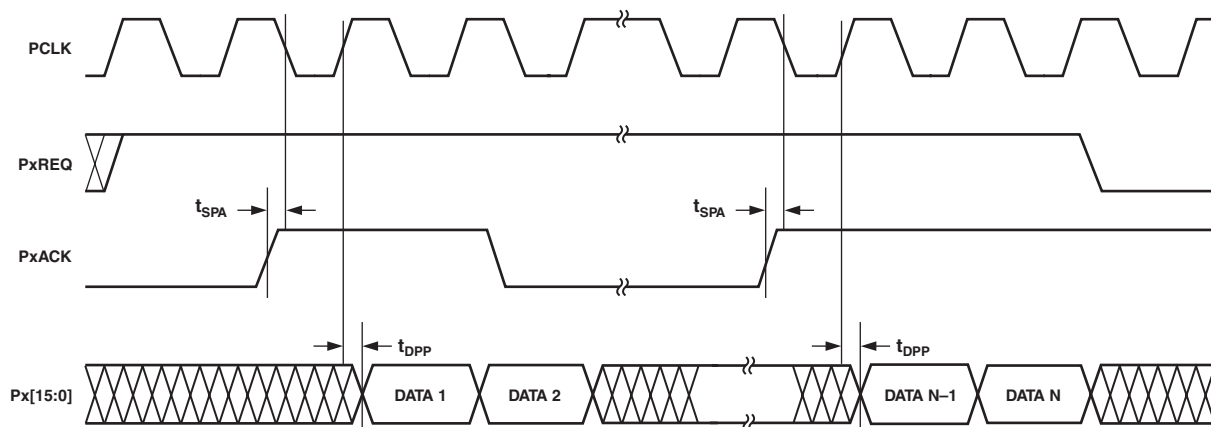 PCLK
PxREQ
tSPA
tSPA
PxACK
tDPP
tDPP
Px[15:0]
DATA 1
DATA 2
DATA N–1
DATA N